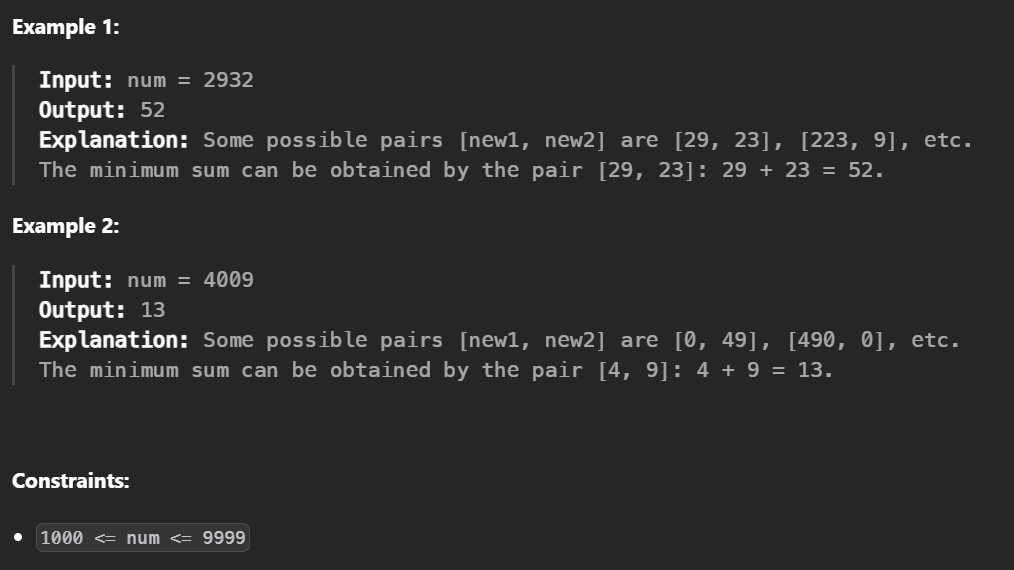 Example 1:
Input: num = 2932
Output: 52
Explanation: Some possible pairs [new1, new2] are [29, 23], [223, 9], etc.
The minimum sum can be obtained by the pair [29, 23]: 29 + 23 = 52.
Example 2:
Input: num = 4009
Output: 13
Explanation: Some possible pairs [new1, new2] are [0, 49], [490, 0], etc.
The minimum sum can be obtained by the pair [4, 9]: 4 + 9 = 13.
Constraints:
• 1000 <= num <= 9999